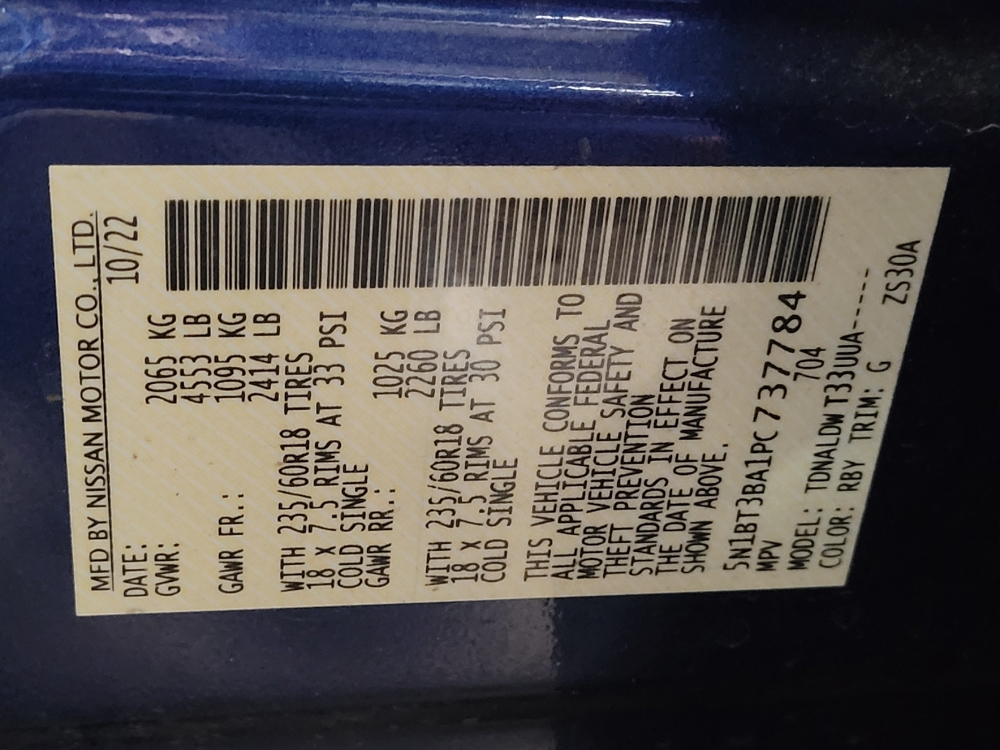 MFD BY NISSAN MOTOR CO., LTD.
DATE: 10/22
GVWR: 2065 KG
4553 LB
GAWR FR.: 1095 KG
2414 LB
WITH 235/60R18 TIRES
18 X 7.5 RIMS AT 33 PSI
COLD SINGLE
GAWR RR.: 1025 KG
2260 LB
WITH 235/60R18 TIRES
18 X 7.5 RIMS AT 30 PSI
COLD SINGLE
THIS VEHICLE CONFORMS TO
ALL APPLICABLE FEDERAL
MOTOR VEHICLE SAFETY AND
THEFT PREVENTION
STANDARDS IN EFFECT ON
THE DATE OF MANUFACTURE
SHOWN ABOVE.
5N1BT3BA1PC737784
MPV 704
MODEL: TDNALDW T33UUA-----
COLOR: RBY TRIM: G ZS30A